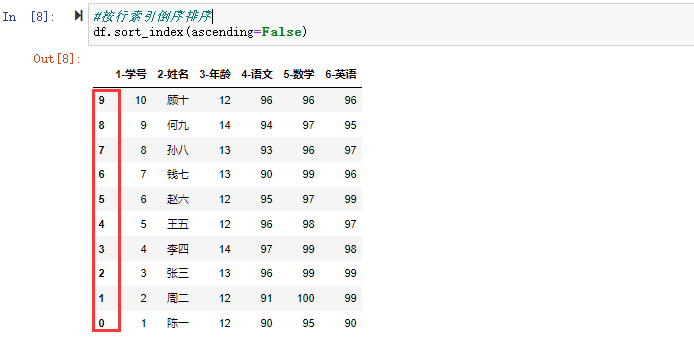 In [8]: #按行索引倒序排序
df.sort_index(ascending=False)
Out[8]:
1-学号 2-姓名 3-年龄 4-语文 5-数学 6-英语
9 10 顾十 12 96 96 96
8 9 何九 14 94 97 95
7 8 孙八 13 93 96 97
6 7 钱七 13 90 99 96
5 6 赵六 12 95 97 99
4 5 王五 12 96 98 97
3 4 李四 14 97 99 98
2 3 张三 13 96 99 99
1 2 周二 12 91 100 99
0 1 陈一 12 90 95 90